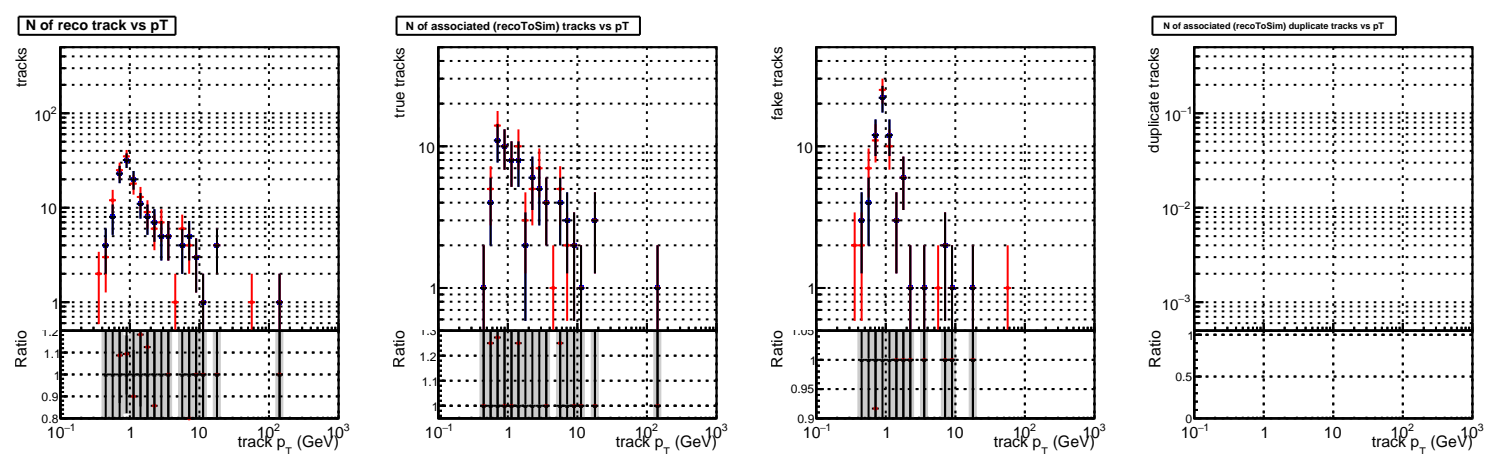 N of reco track vs pT
tracks
10²
10
1
Ratio
1.2
1.1
1
0.9
0.8
10⁻¹ 1 10 10² 10³
track p_T (GeV)
N of associated (recoToSim) tracks vs pT
true tracks
10
1
Ratio
1.3
1.2
1.1
1
10⁻¹ 1 10 10² 10³
track p_T (GeV)
fake tracks
10
1
Ratio
1.05
1
0.95
0.9
10⁻¹ 1 10 10² 10³
track p_T (GeV)
N of associated (recoToSim) duplicate tracks vs pT
duplicate tracks
10⁻¹
10⁻²
10⁻³
Ratio
1
0.5
0
10⁻¹ 1 10 10² 10³
track p_T (GeV)